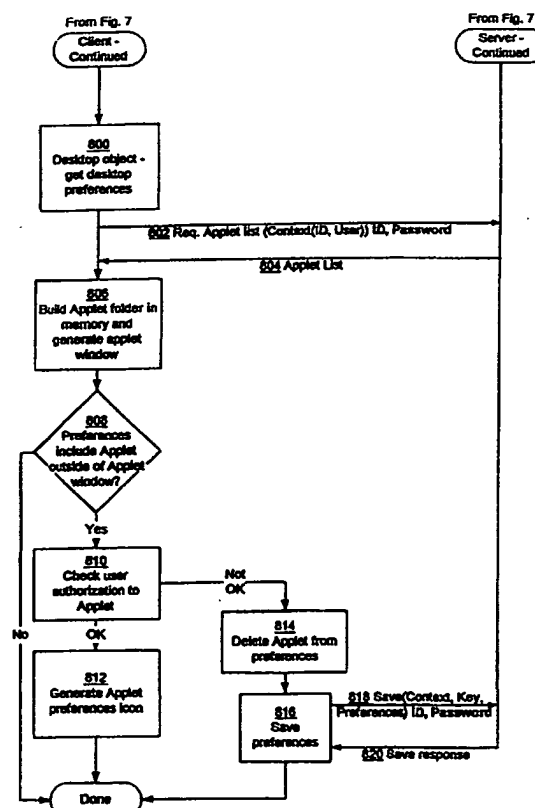 From Fig. 7
Client -
Continued
From Fig. 7
Server -
Continued
800
Desktop object -
get desktop
preferences
802 Req. Applet list (Context(ID, User)) ID, Password
804 Applet List
806
Build Applet folder in
memory and
generate applet
window
808
Preferences
include Applet
outside of Applet
window?
Yes
No
810
Check user
authorization to
Applet
Not
OK
OK
814
Delete Applet from
preferences
812
Generate Applet
preferences icon
816
Save
preferences
818 Save(Context, Key,
Preferences) ID, Password
820 Save response
Done